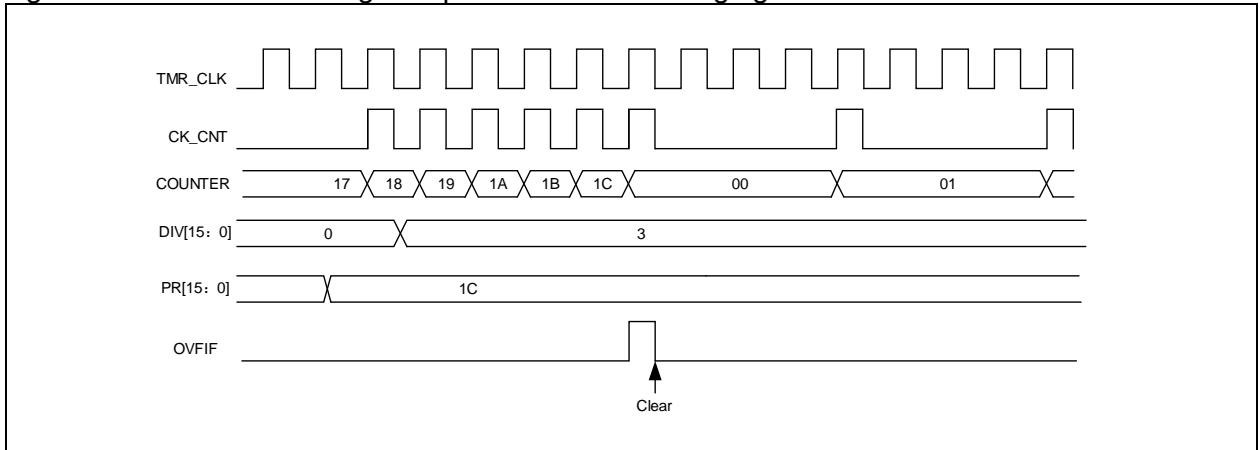 TMR_CLK
CK_CNT
COUNTER 17 18 19 1A 1B 1C 00 01
DIV[15：0] 0 3
PR[15：0] 1C
OVFIF
Clear